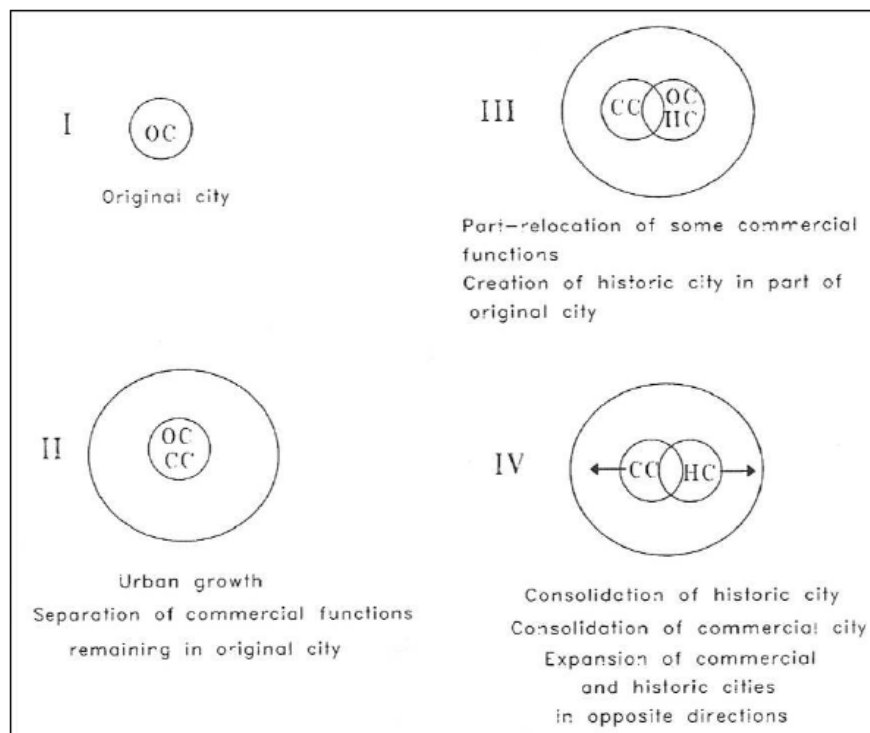 I
OC
Original city
II
OC
CC
Urban growth
Separation of commercial functions
remaining in original city
III
CC
OC
HC
Part-relocation of some commercial
functions
Creation of historic city in part of
original city
IV
CC
HC
Consolidation of historic city
Consolidation of commercial city
Expansion of commercial
and historic cities
in opposite directions